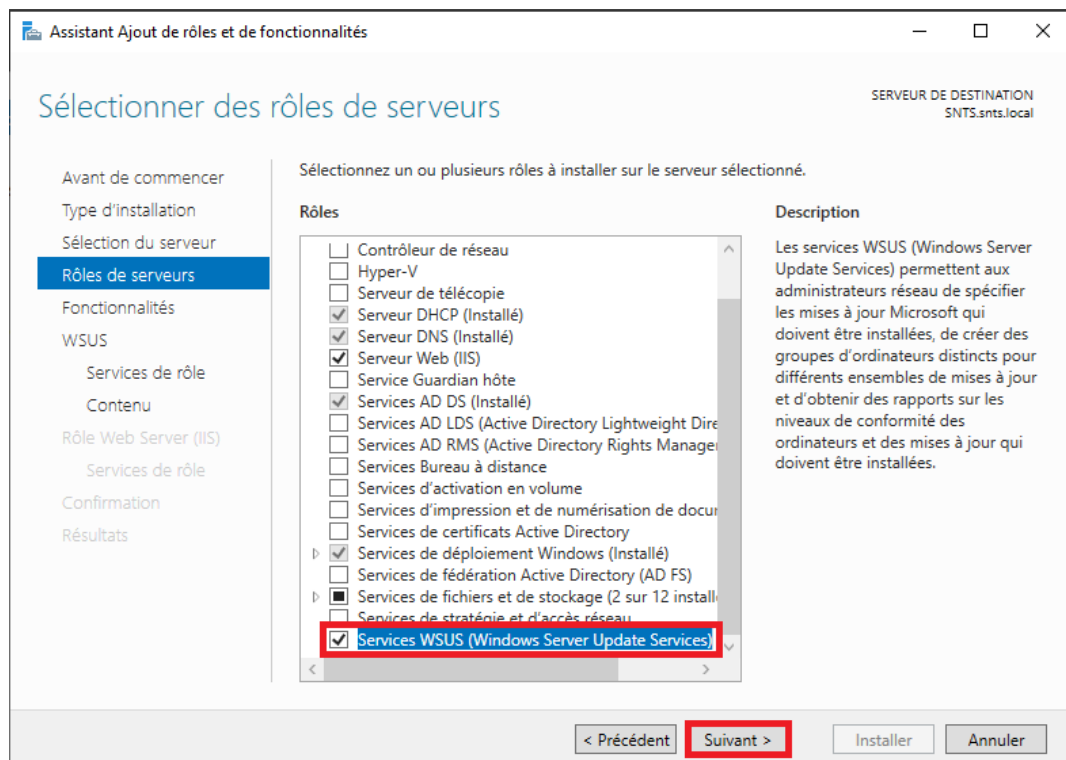 Assistant Ajout de rôles et de fonctionnalités
Sélectionner des rôles de serveurs
SERVEUR DE DESTINATION
SNTS.snts.local
Avant de commencer
Type d'installation
Sélection du serveur
Rôles de serveurs
Fonctionnalités
WSUS
Services de rôle
Contenu
Rôle Web Server (IIS)
Services de rôle
Confirmation
Résultats
Sélectionnez un ou plusieurs rôles à installer sur le serveur sélectionné.
Rôles
Contrôleur de réseau
Hyper-V
Serveur de télécopie
Serveur DHCP (Installé)
Serveur DNS (Installé)
Serveur Web (IIS)
Service Guardian hôte
Services AD DS (Installé)
Services AD LDS (Active Directory Lightweight Dire
Services AD RMS (Active Directory Rights Manager
Services Bureau à distance
Services d'activation en volume
Services d'impression et de numérisation de docur
Services de certificats Active Directory
Services de déploiement Windows (Installé)
Services de fédération Active Directory (AD FS)
Services de fichiers et de stockage (2 sur 12 install
Services de stratégie et d'accès réseau
Services WSUS (Windows Server Update Services)
Description
Les services WSUS (Windows Server
Update Services) permettent aux
administrateurs réseau de spécifier
les mises à jour Microsoft qui
doivent être installées, de créer des
groupes d'ordinateurs distincts pour
différents ensembles de mises à jour
et d'obtenir des rapports sur les
niveaux de conformité des
ordinateurs et des mises à jour qui
doivent être installées.
< Précédent
Suivant >
Installer
Annuler